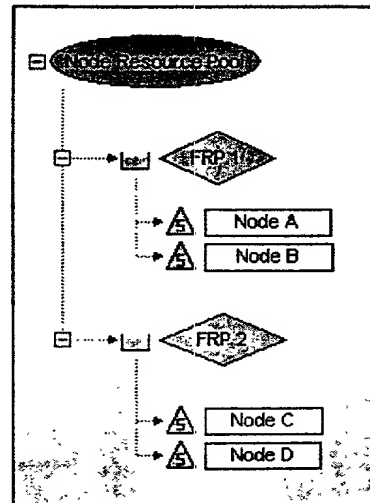 Node Resource Pool
FRP 1
S Node A
S Node B
FRP 2
S Node C
S Node D